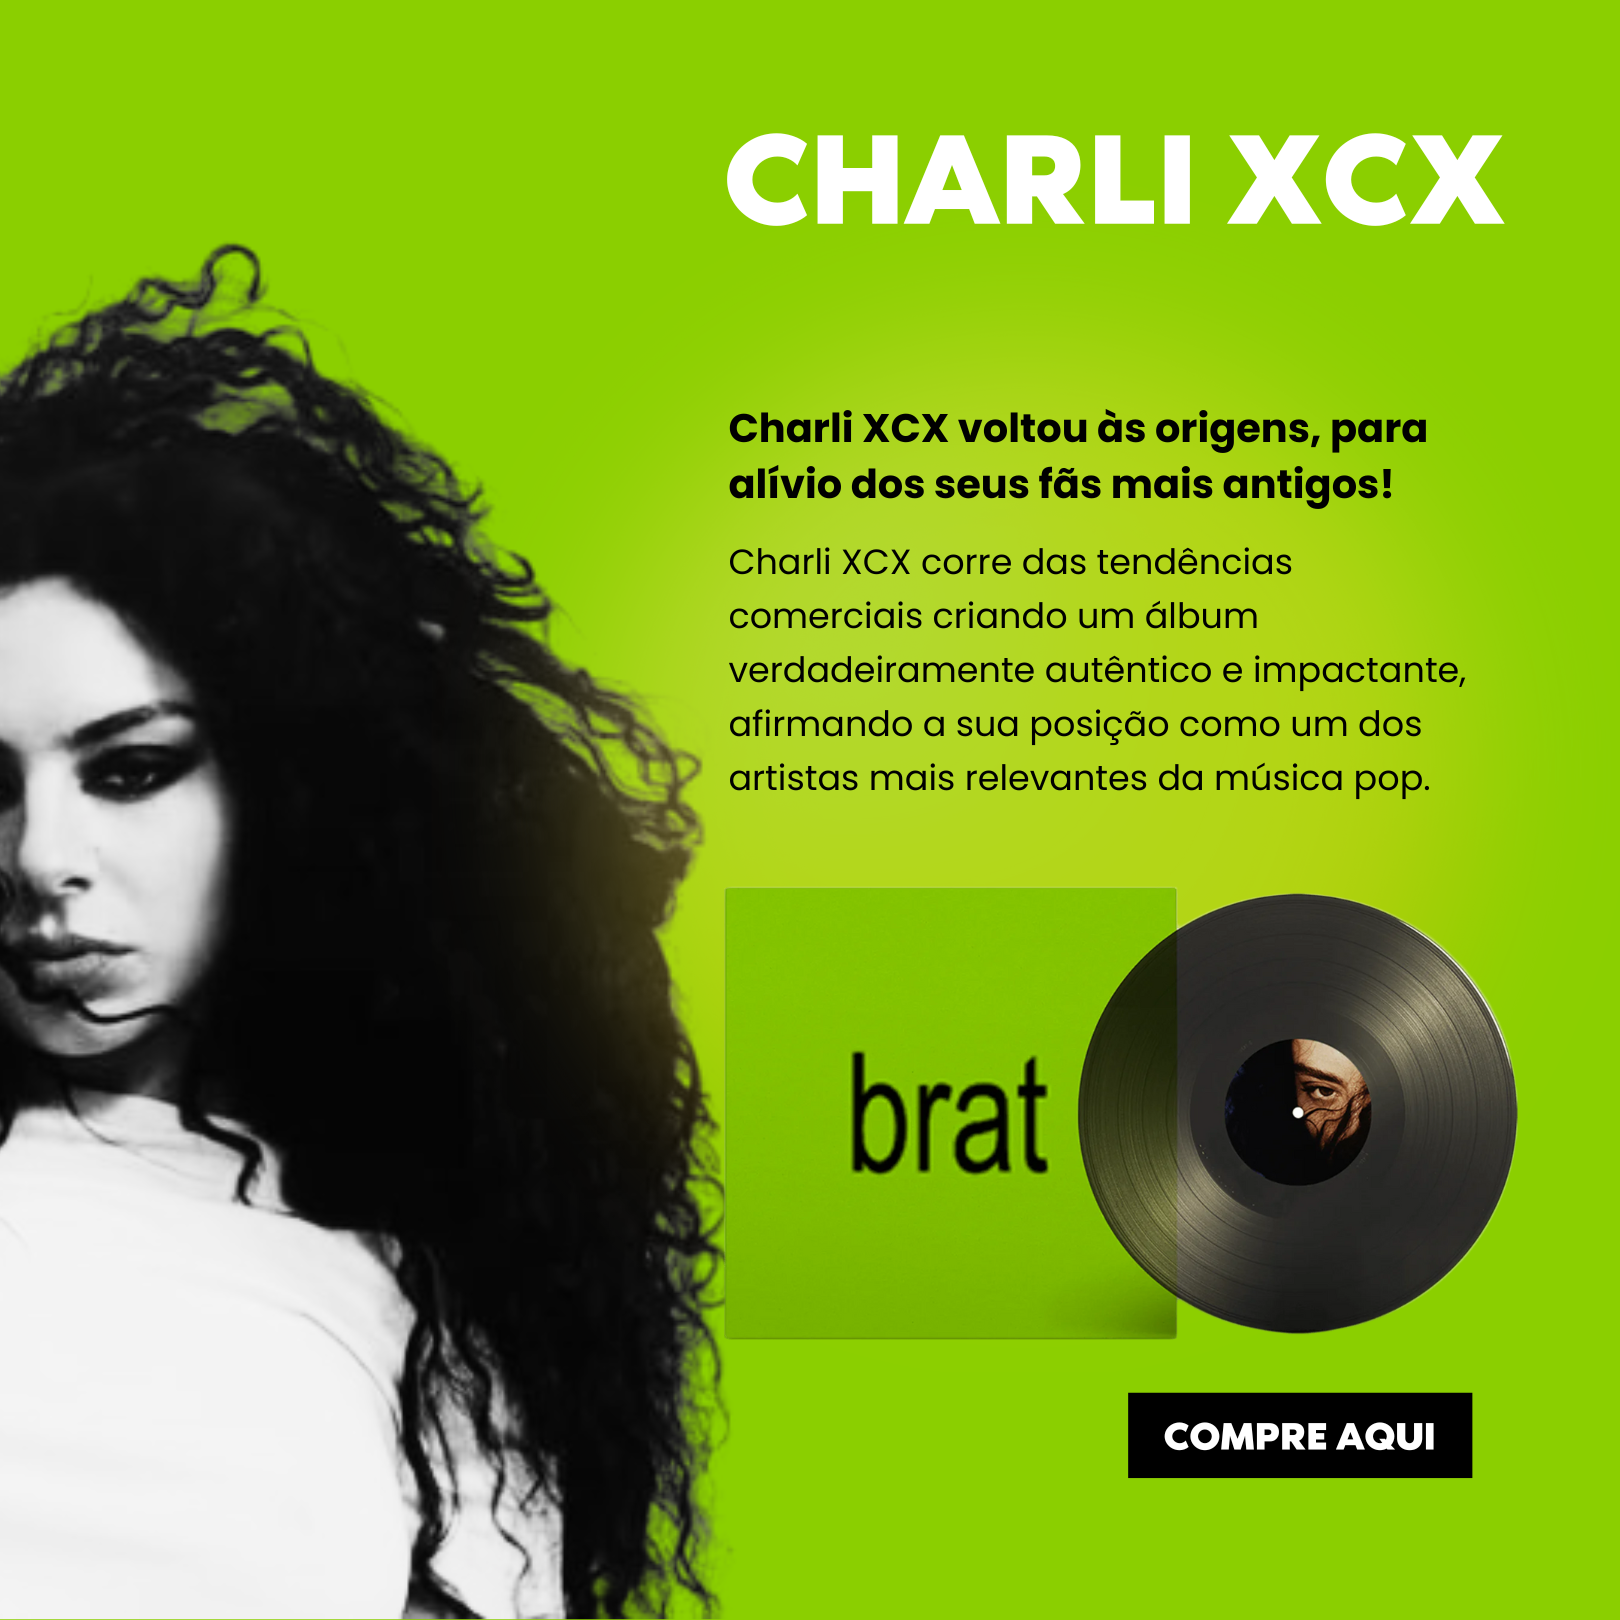 CHARLI XCX
Charli XCX voltou às origens, para
alívio dos seus fãs mais antigos!
Charli XCX corre das tendências
comerciais criando um álbum
verdadeiramente autêntico e impactante,
afirmando a sua posição como um dos
artistas mais relevantes da música pop.
brat
COMPRE AQUI